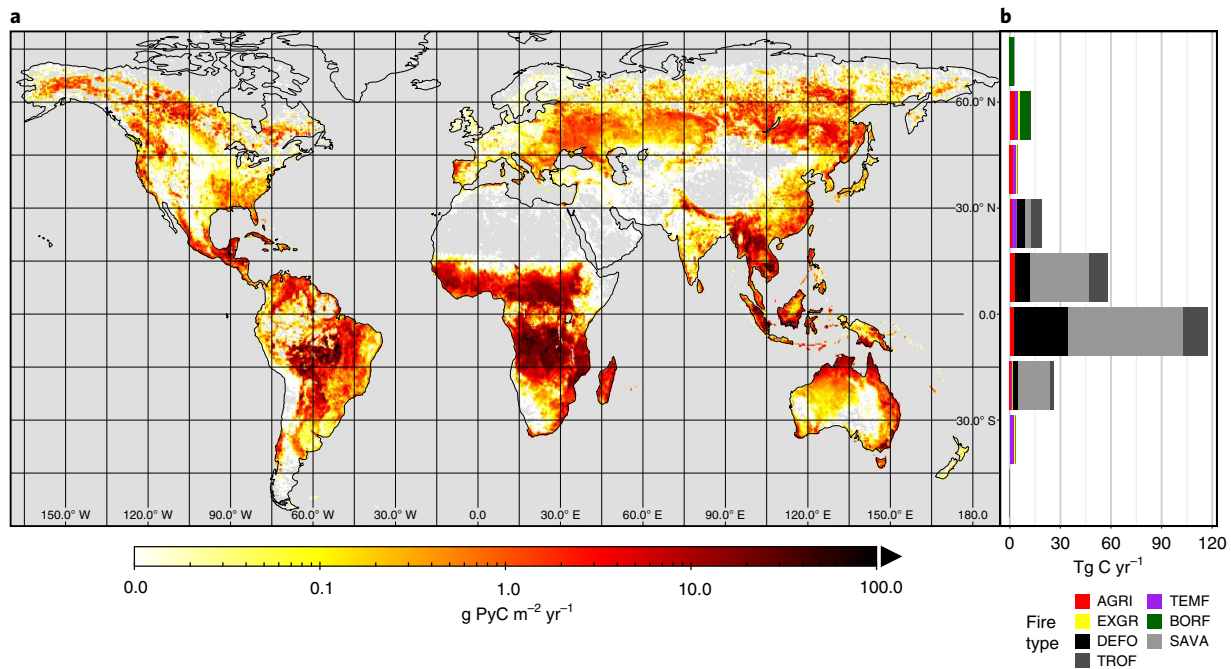 a
b
60.0° N
30.0° N
0.0
30.0° S
150.0° W 120.0° W 90.0° W 60.0° W 30.0° W 0.0 30.0° E 60.0° E 90.0° E 120.0° E 150.0° E 180.0
0.0 0.1 1.0 10.0 100.0
g PyC m⁻² yr⁻¹
0 30 60 90 120
Tg C yr⁻¹
Fire type
AGRI TEMF
EXGR BORF
DEFO SAVA
TROF